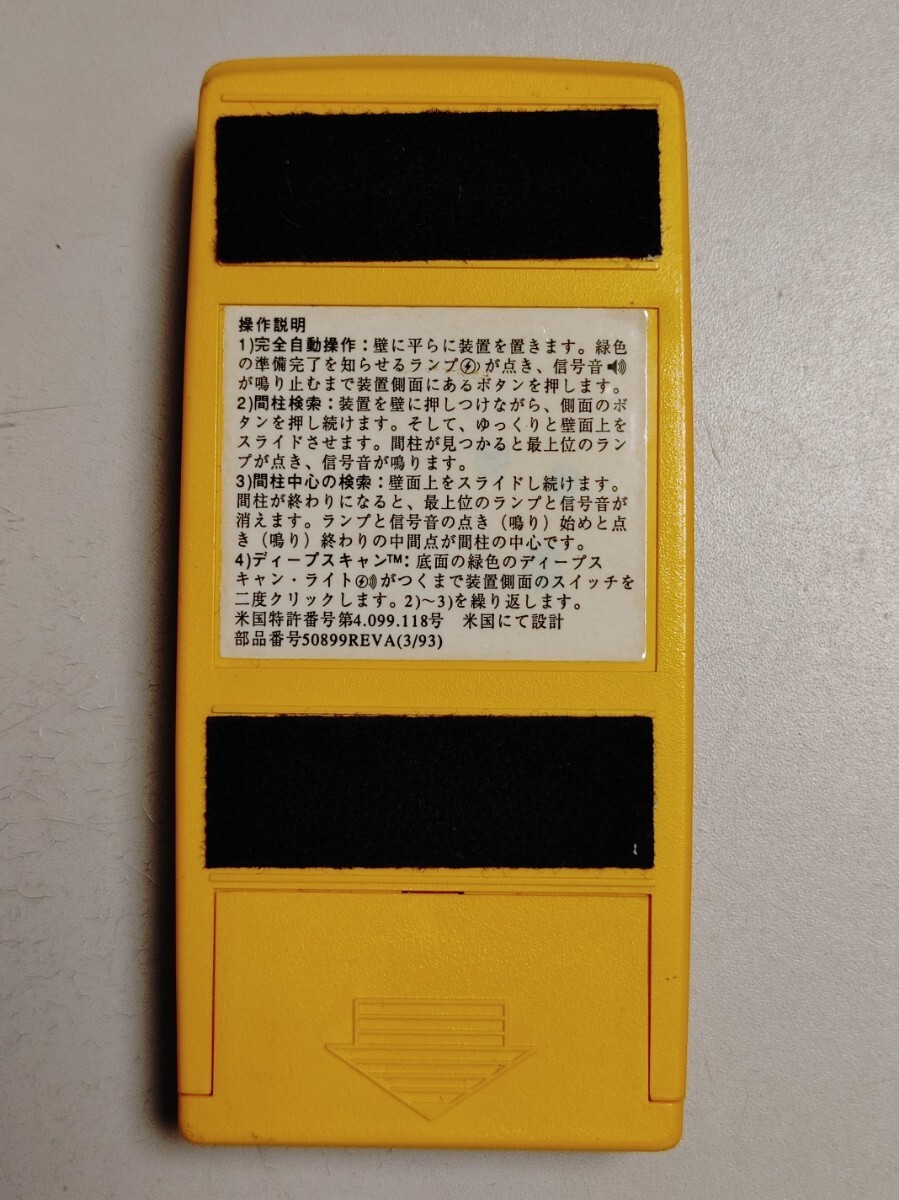 操作説明
1)完全自動操作：壁に平らに装置を置きます。緑色
の準備完了を知らせるランプが点き、信号音
が鳴り止むまで装置側面にあるボタンを押します。
2)間柱検索：装置を壁に押しつけながら、側面のボ
タンを押し続けます。そして、ゆっくりと壁面上を
スライドさせます。間柱が見つかると最上位のラン
プが点き、信号音が鳴ります。
3)間柱中心の検索：壁面上をスライドし続けます。
間柱が終わりになると、最上位のランプと信号音が
消えます。ランプと信号音の点き（鳴り）始めと点
き（鳴り）終わりの中間点が間柱の中心です。
4)ディープスキャン™：底面の緑色のディープス
キャン・ライトがつくまで装置側面のスイッチを
二度クリックします。2)〜3)を繰り返します。
米国特許番号第4.099.118号　米国にて設計
部品番号50899REVA(3/93)